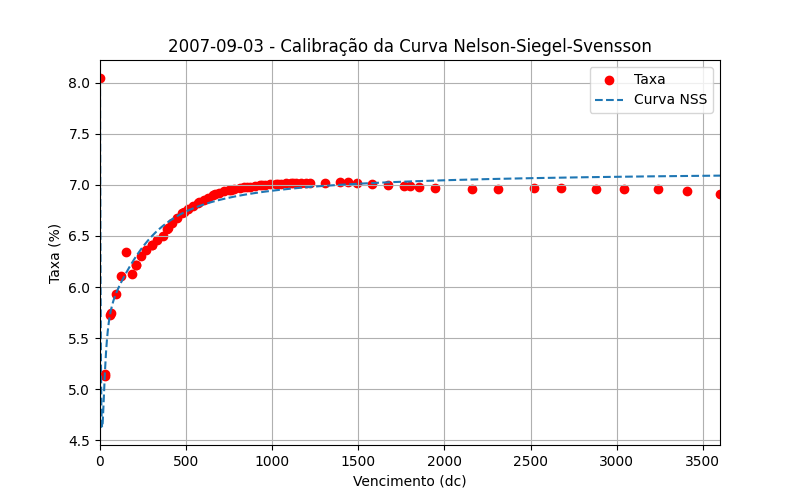 2007-09-03 - Calibração da Curva Nelson-Siegel-Svensson
Taxa
Curva NSS
Taxa (%)
8.0
7.5
7.0
6.5
6.0
5.5
5.0
4.5
0 500 1000 1500 2000 2500 3000 3500
Vencimento (dc)